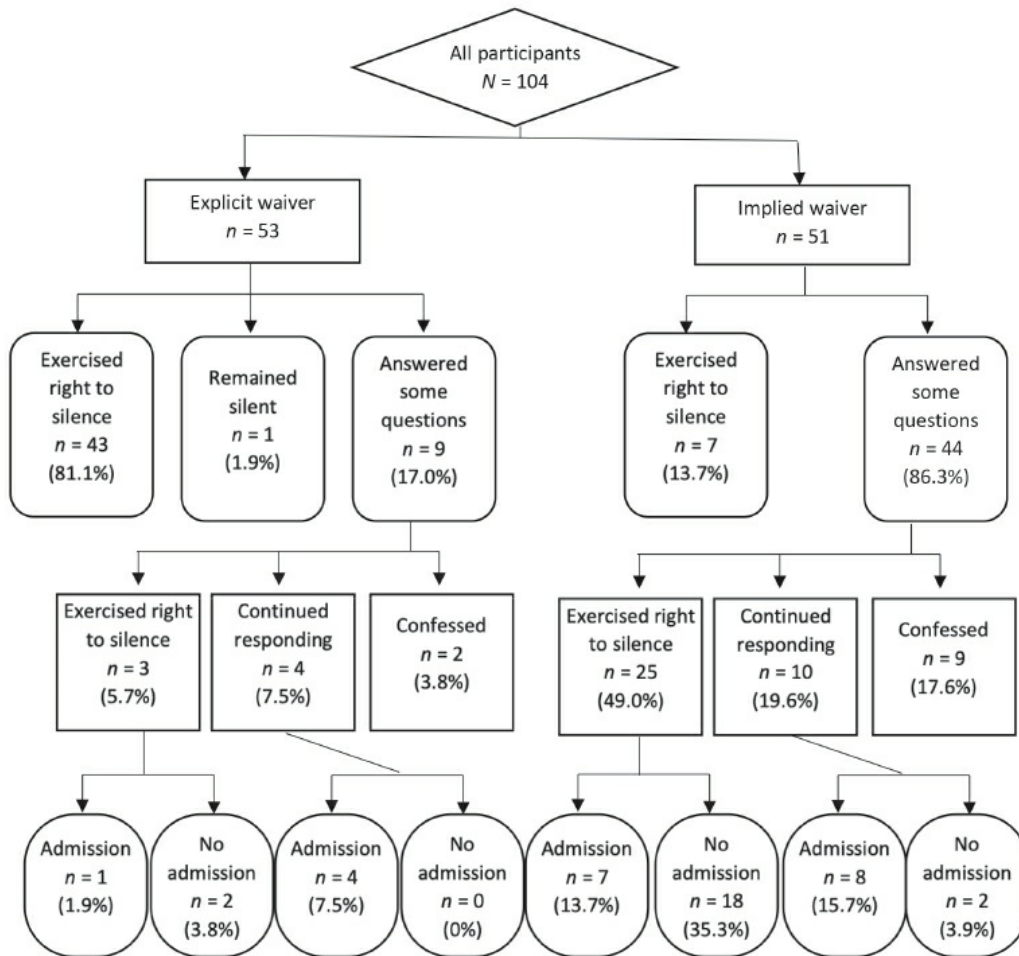 All participants
N = 104
Explicit waiver
n = 53
Implied waiver
n = 51
Exercised
right to
silence
n = 43
(81.1%)
Remained
silent
n = 1
(1.9%)
Answered
some
questions
n = 9
(17.0%)
Exercised
right to
silence
n = 7
(13.7%)
Answered
some
questions
n = 44
(86.3%)
Exercised right
to silence
n = 3
(5.7%)
Continued
responding
n = 4
(7.5%)
Confessed
n = 2
(3.8%)
Exercised right
to silence
n = 25
(49.0%)
Continued
responding
n = 10
(19.6%)
Confessed
n = 9
(17.6%)
Admission
n = 1
(1.9%)
No
admission
n = 2
(3.8%)
Admission
n = 4
(7.5%)
No
admission
n = 0
(0%)
Admission
n = 7
(13.7%)
No
admission
n = 18
(35.3%)
Admission
n = 8
(15.7%)
No
admission
n = 2
(3.9%)